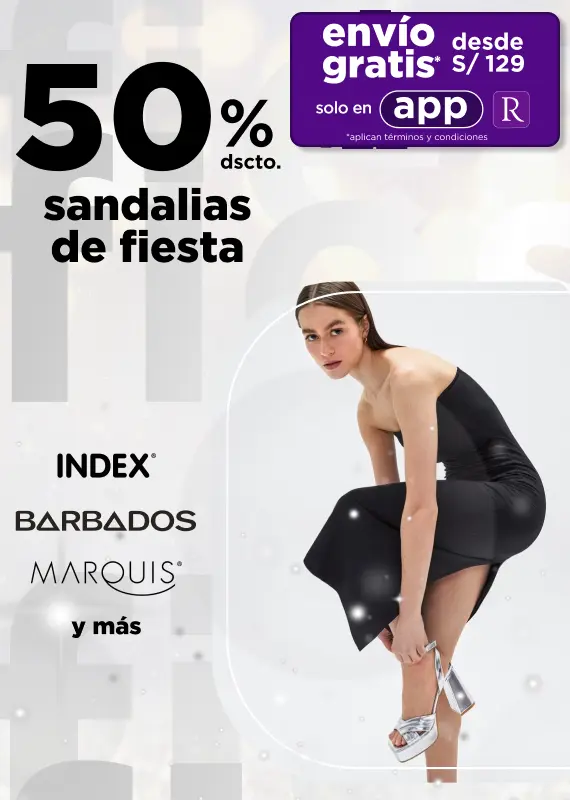 50%
dscto.
sandalias
de fiesta
envío
gratis*
desde
S/ 129
solo en app R
*aplican términos y condiciones
INDEX®
BARBADOS
MARQUIS®
y más